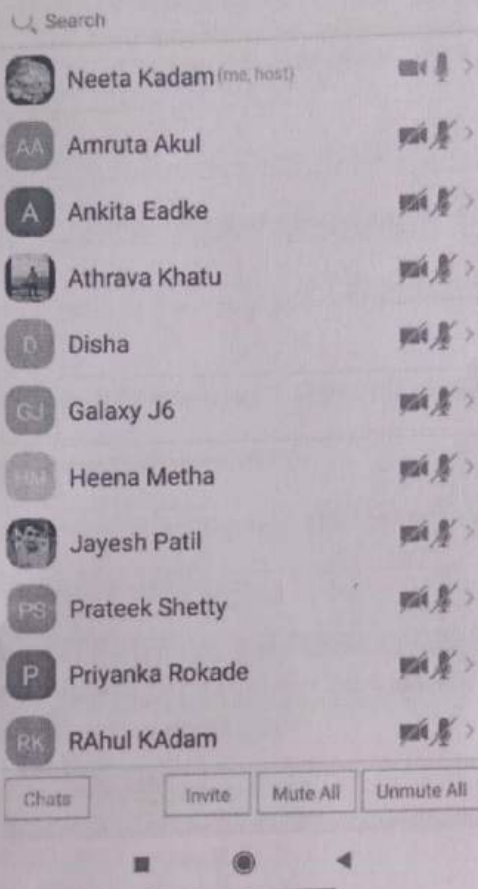 Search
Neeta Kadam (me, host)
AA Amruta Akul
A Ankita Eadke
Athrava Khatu
D Disha
GJ Galaxy J6
HM Heena Metha
Jayesh Patil
PS Prateek Shetty
P Priyanka Rokade
RK RAhul KAdam
Chats Invite Mute All Unmute All